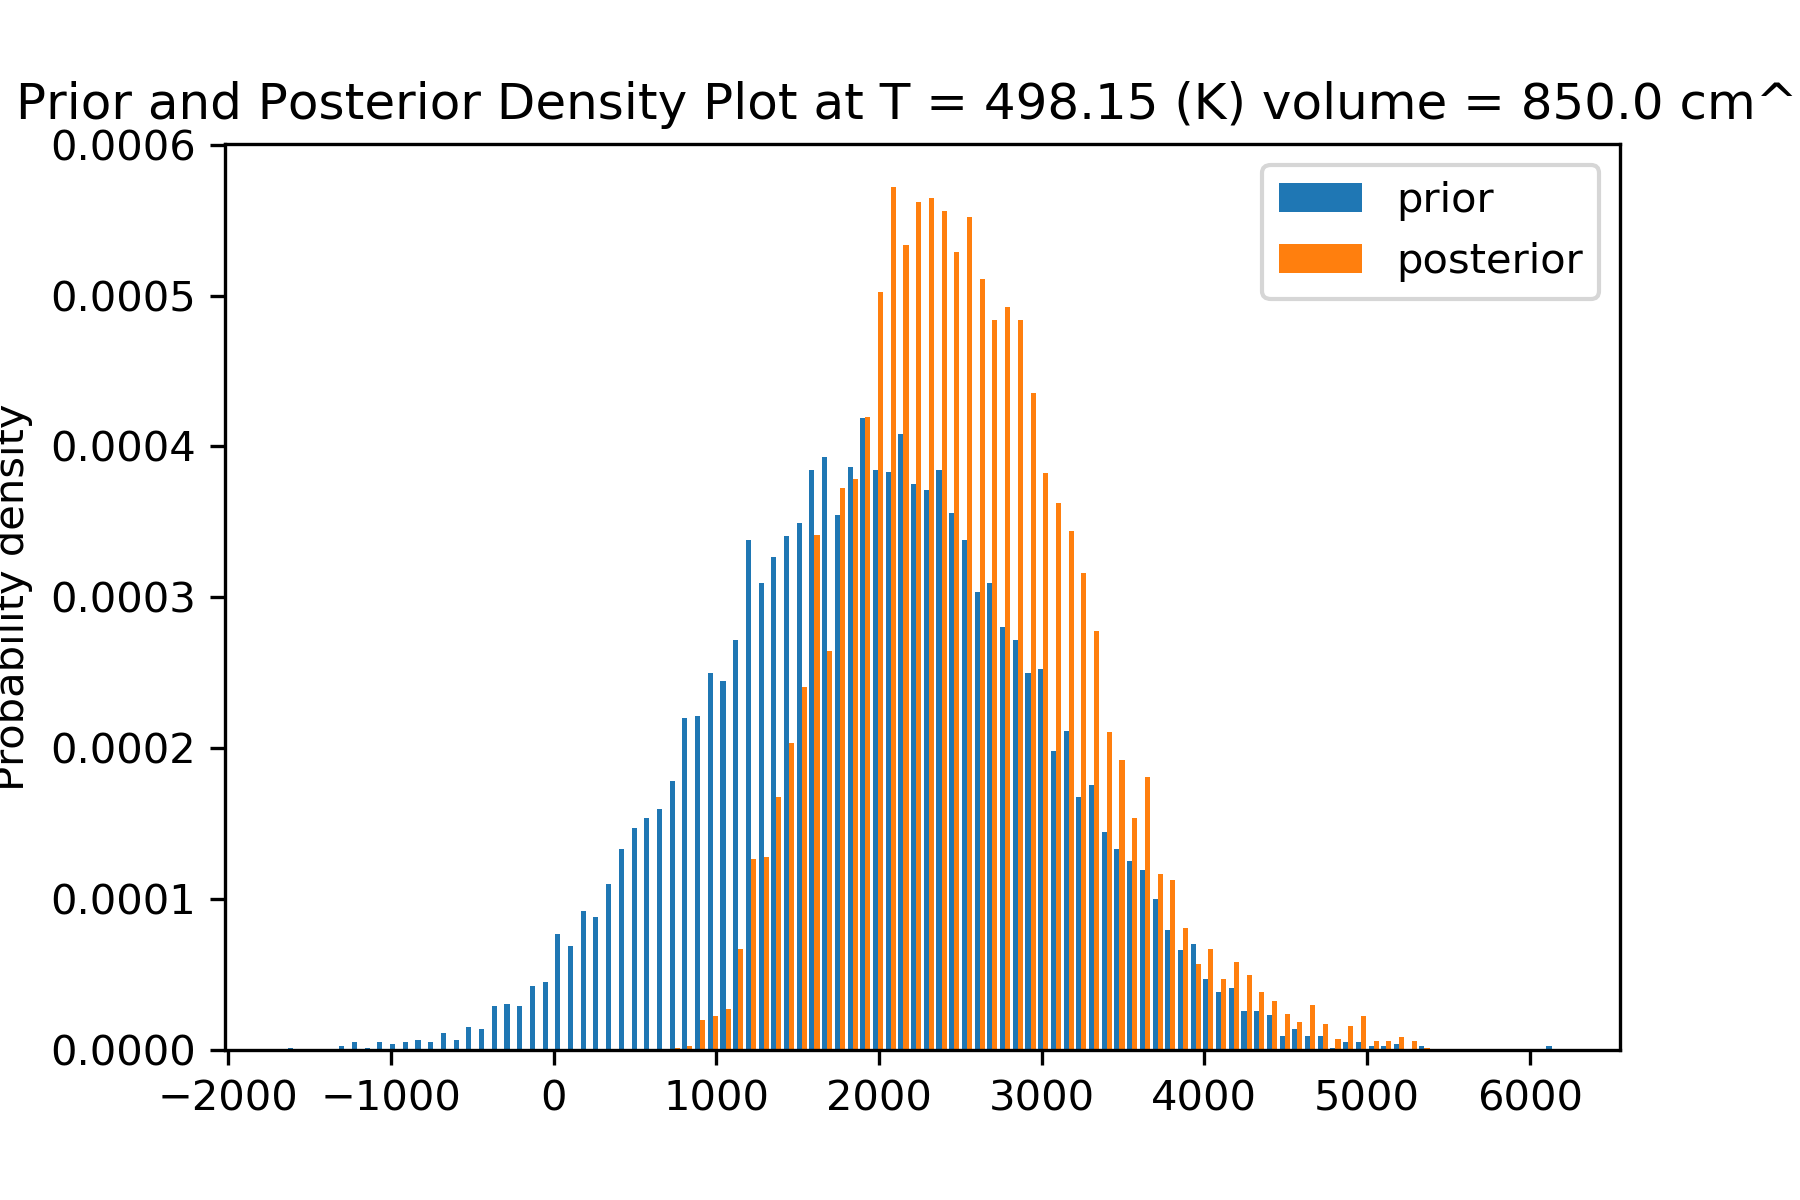 Prior and Posterior Density Plot at T = 498.15 (K) volume = 850.0 cm^
0.0006
prior
posterior
0.0005
0.0004
Probability density
0.0003
0.0002
0.0001
0.0000
−2000 −1000 0 1000 2000 3000 4000 5000 6000